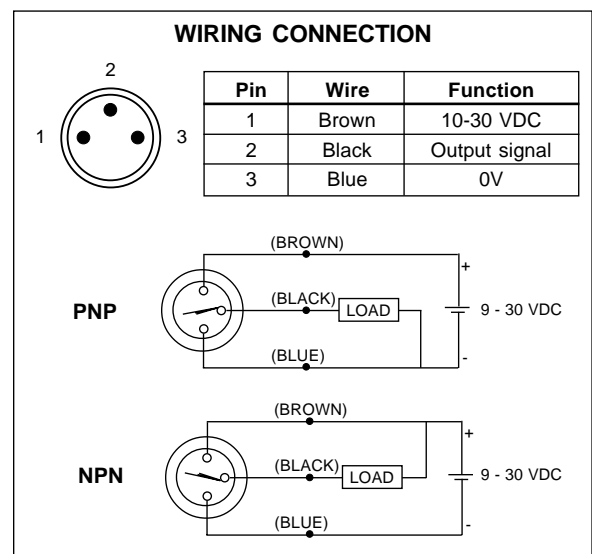 WIRING CONNECTION
2
1
3
Pin Wire Function
1 Brown 10-30 VDC
2 Black Output signal
3 Blue 0V
PNP
(BROWN)
(BLACK)
LOAD
(BLUE)
+
9 - 30 VDC
-
NPN
(BROWN)
(BLACK)
LOAD
(BLUE)
+
9 - 30 VDC
-